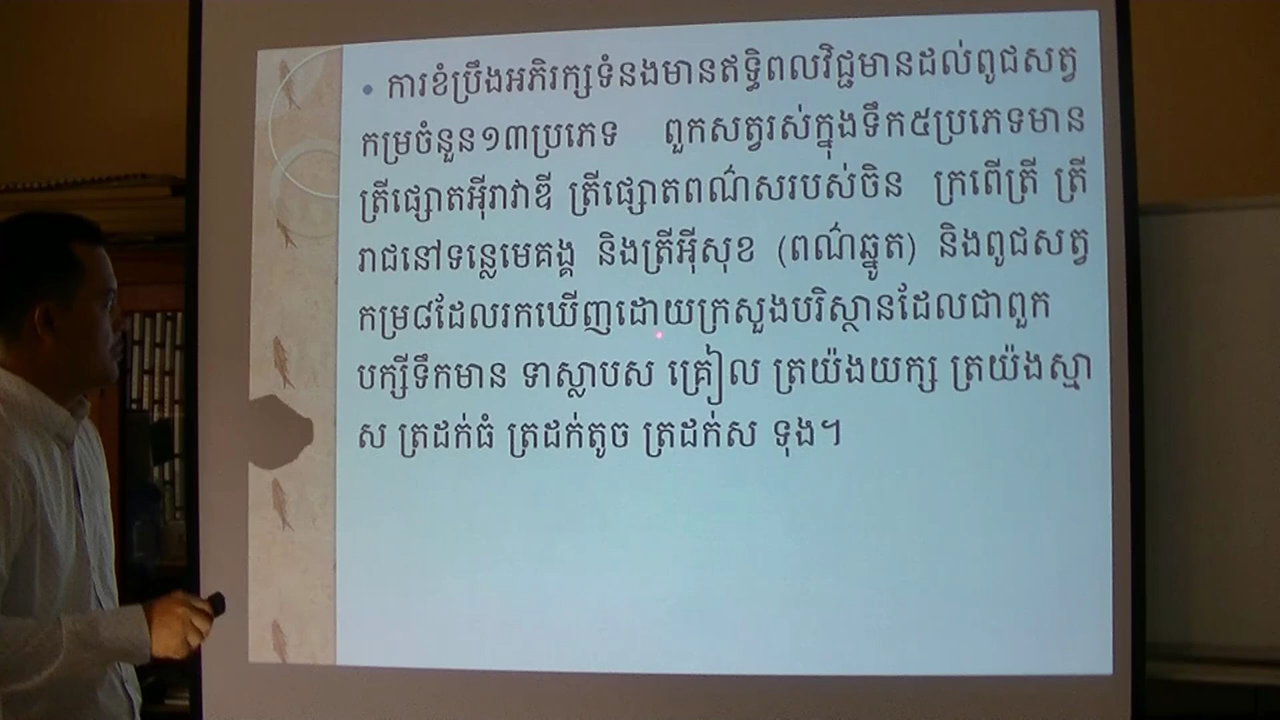 • ការខំប្រឹងអភិរក្សទំនងមានឥទ្ធិពលវិជ្ជមានដល់ពូជសត្វ
កម្រចំនួន១៣ប្រភេទ ពួកសត្វរស់ក្នុងទឹក៥ប្រភេទមាន
ត្រីផ្សោតអ៊ីរាវាឌី ត្រីផ្សោតពណ៌សរបស់ចិន ក្រពើត្រី ត្រី
រាជនៅទន្លេមេគង្គ និងត្រីអ៊ីសុខ (ពណ៌ឆ្នូត) និងពូជសត្វ
កម្រ៨ដែលរកឃើញដោយក្រសួងបរិស្ថានដែលជាពួក
បក្សីទឹកមាន ទាស្លាបស គ្រៀល ត្រយ៉ងយក្ស ត្រយ៉ងស្មា
ស ត្រដក់ធំ ត្រដក់តូច ត្រដក់ស ទុង។